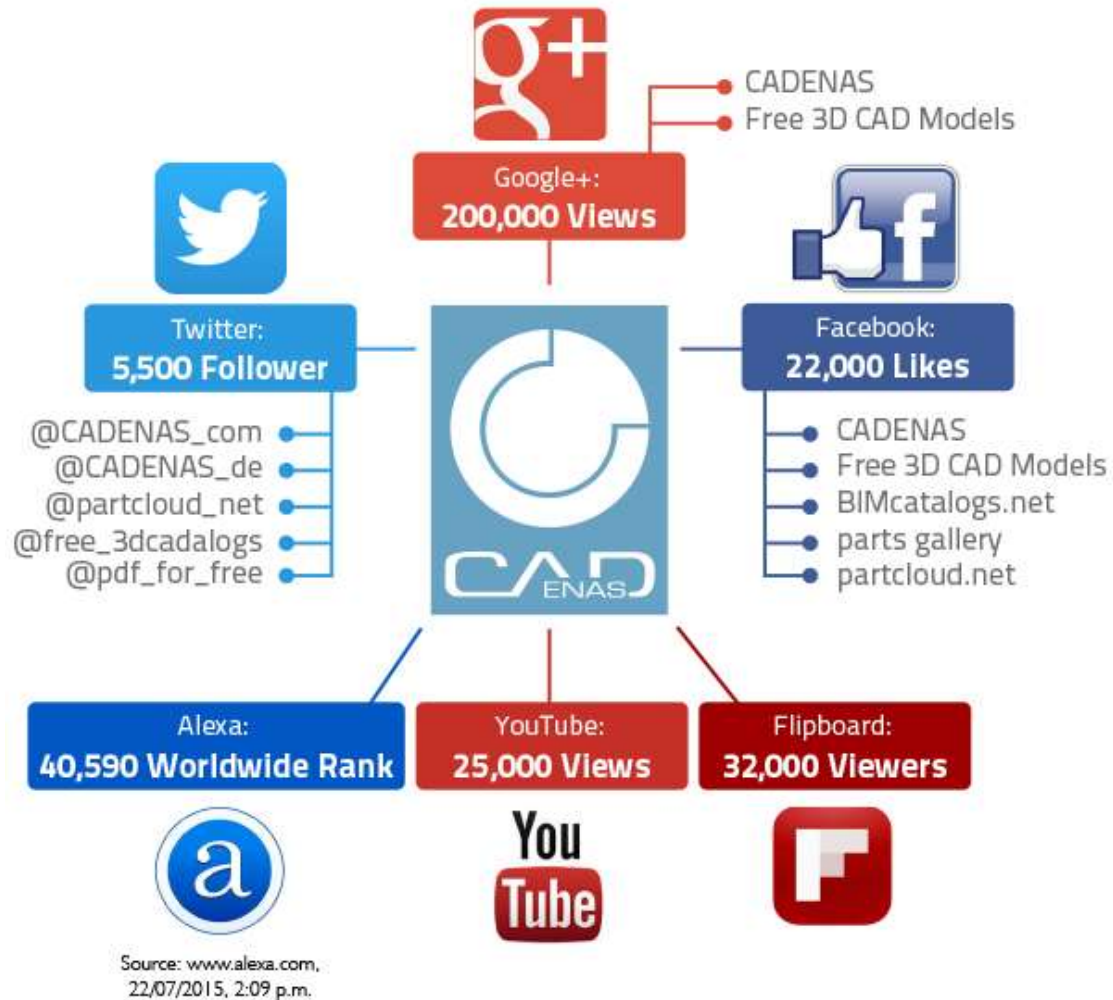 g+
CADENAS
Free 3D CAD Models
Google+:
200,000 Views
Twitter:
5,500 Follower
@CADENAS_com
@CADENAS_de
@partcloud_net
@free_3dcadalogs
@pdf_for_free
f
Facebook:
22,000 Likes
CADENAS
Free 3D CAD Models
BIMcatalogs.net
parts gallery
partcloud.net
CAD
ENAS
Alexa:
40,590 Worldwide Rank
a
Source: www.alexa.com,
22/07/2015, 2:09 p.m.
YouTube:
25,000 Views
You
Tube
Flipboard:
32,000 Viewers